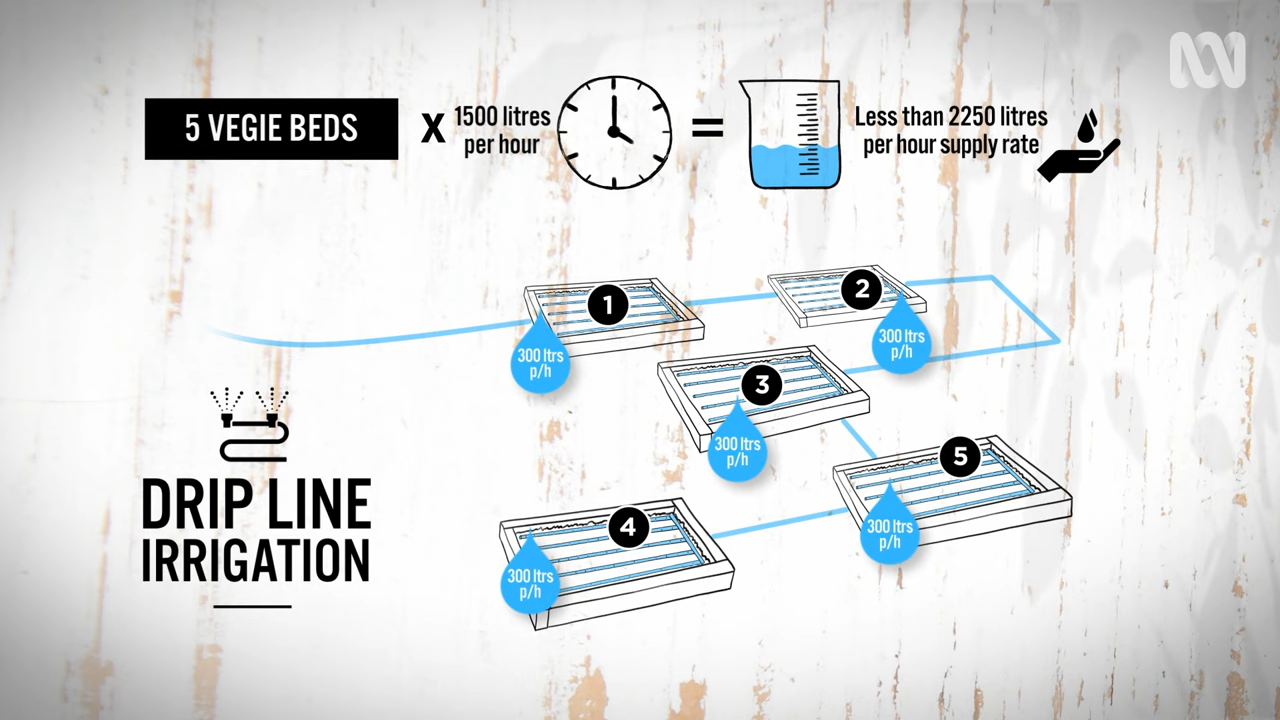 5 VEGIE BEDS
X
1500 litres
per hour
=
Less than 2250 litres
per hour supply rate
1
2
300 ltrs
p/h
300 ltrs
p/h
3
300 ltrs
p/h
5
300 ltrs
p/h
4
300 ltrs
p/h
DRIP LINE
IRRIGATION